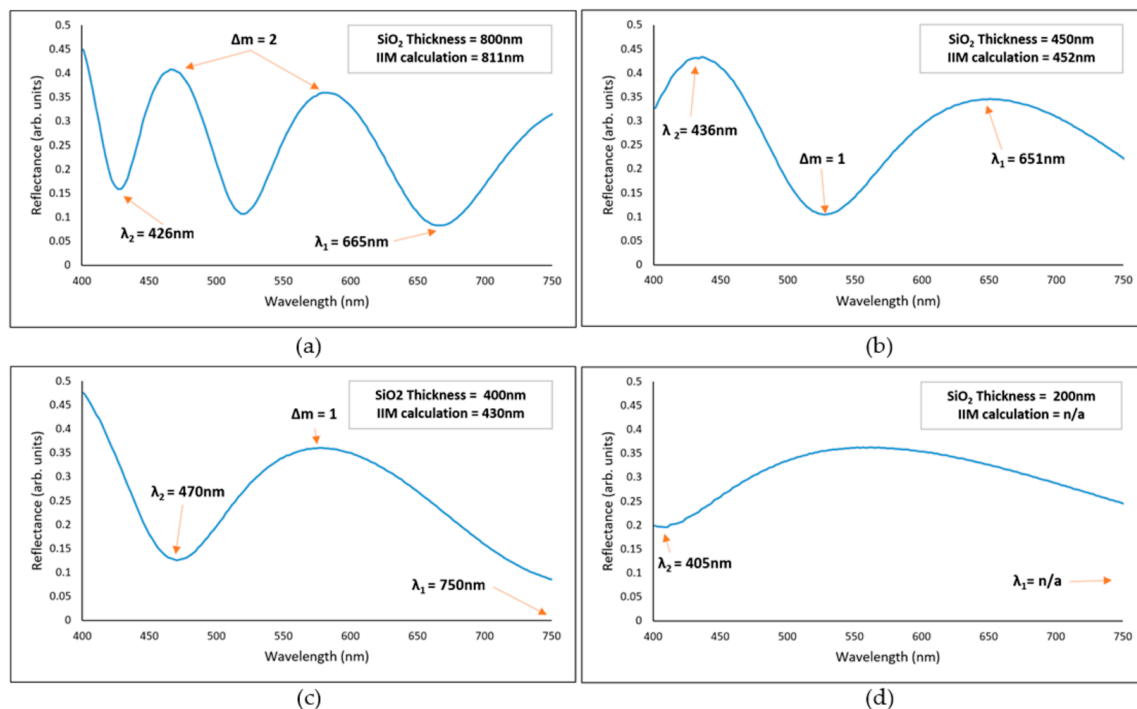 0.5
0.45
0.4
0.35
0.3
0.25
0.2
0.15
0.1
0.05
0
Reflectance (arb. units)
Δm = 2
SiO₂ Thickness = 800nm
IIM calculation = 811nm
λ₂ = 426nm
λ₁ = 665nm
400 450 500 550 600 650 700 750
Wavelength (nm)
(a)
0.5
0.45
0.4
0.35
0.3
0.25
0.2
0.15
0.1
0.05
0
Reflectance (arb. units)
SiO₂ Thickness = 450nm
IIM calculation = 452nm
λ ₂ = 436nm
Δm = 1
λ₁ = 651nm
400 450 500 550 600 650 700 750
Wavelength (nm)
(b)
0.5
0.45
0.4
0.35
0.3
0.25
0.2
0.15
0.1
0.05
0
Reflectance (arb. units)
SiO2 Thickness = 400nm
IIM calculation = 430nm
Δm = 1
λ₂ = 470nm
λ₁ = 750nm
400 450 500 550 600 650 700 750
Wavelength (nm)
(c)
0.5
0.45
0.4
0.35
0.3
0.25
0.2
0.15
0.1
0.05
0
Reflectance (arb. units)
SiO₂ Thickness = 200nm
IIM calculation = n/a
λ₂ = 405nm
λ₁= n/a
400 450 500 550 600 650 700 750
Wavelength (nm)
(d)